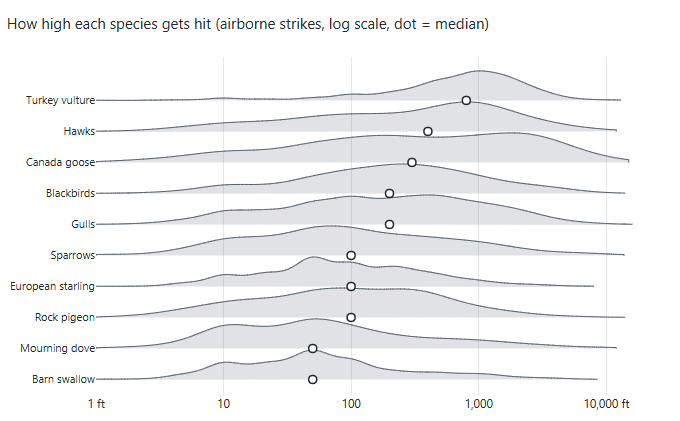 How high each species gets hit (airborne strikes, log scale, dot = median)
Turkey vulture
Hawks
Canada goose
Blackbirds
Gulls
Sparrows
European starling
Rock pigeon
Mourning dove
Barn swallow
1 ft 10 100 1,000 10,000 ft